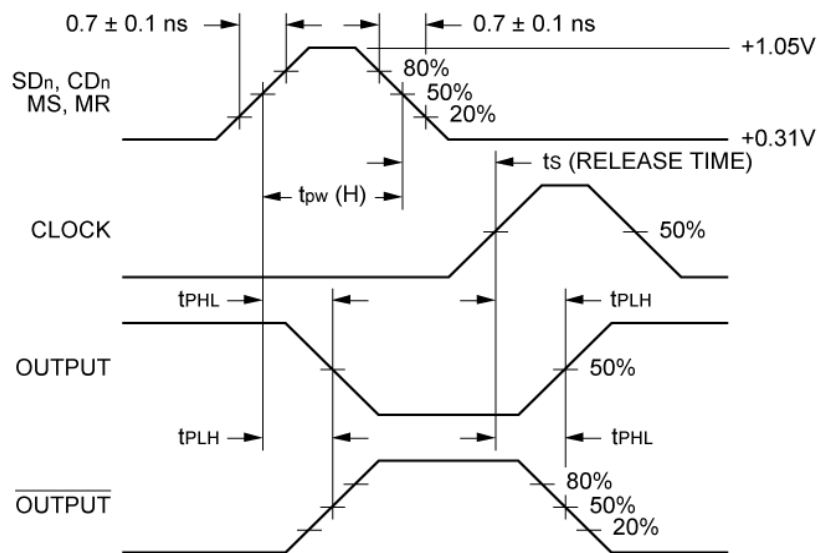 0.7 ± 0.1 ns 0.7 ± 0.1 ns
+1.05V
SDn, CDn
MS, MR
80%
50%
20%
+0.31V
tS (RELEASE TIME)
tpw (H)
CLOCK
50%
tPHL tPLH
OUTPUT
50%
tPLH tPHL
OUTPUT
80%
50%
20%